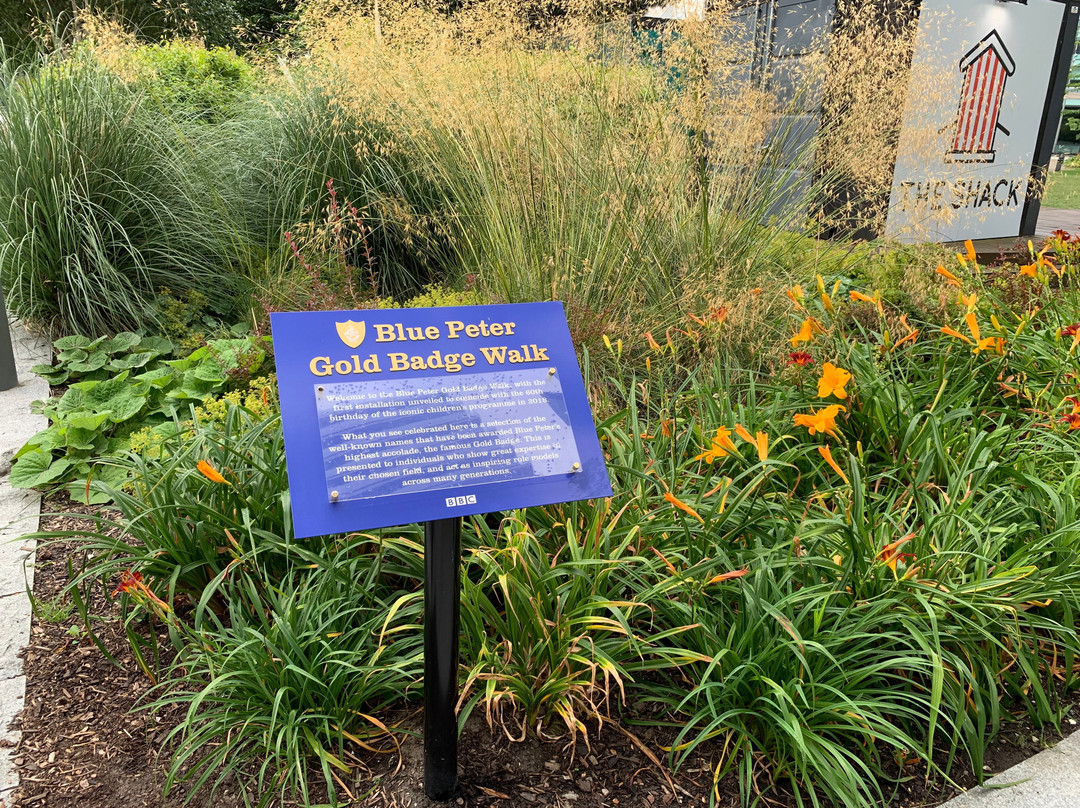 Blue Peter
Gold Badge Walk
Welcome to the Blue Peter Gold Badge Walk, with the
first installation unveiled to coincide with the 60th
birthday of the iconic children's programme in 2018.
What you see celebrated here is a selection of the
well-known names that have been awarded Blue Peter's
highest accolade, the famous Gold Badge. This is
presented to individuals who show great expertise in
their chosen field, and act as inspiring role models
across many generations.
BBC
THE SHACK